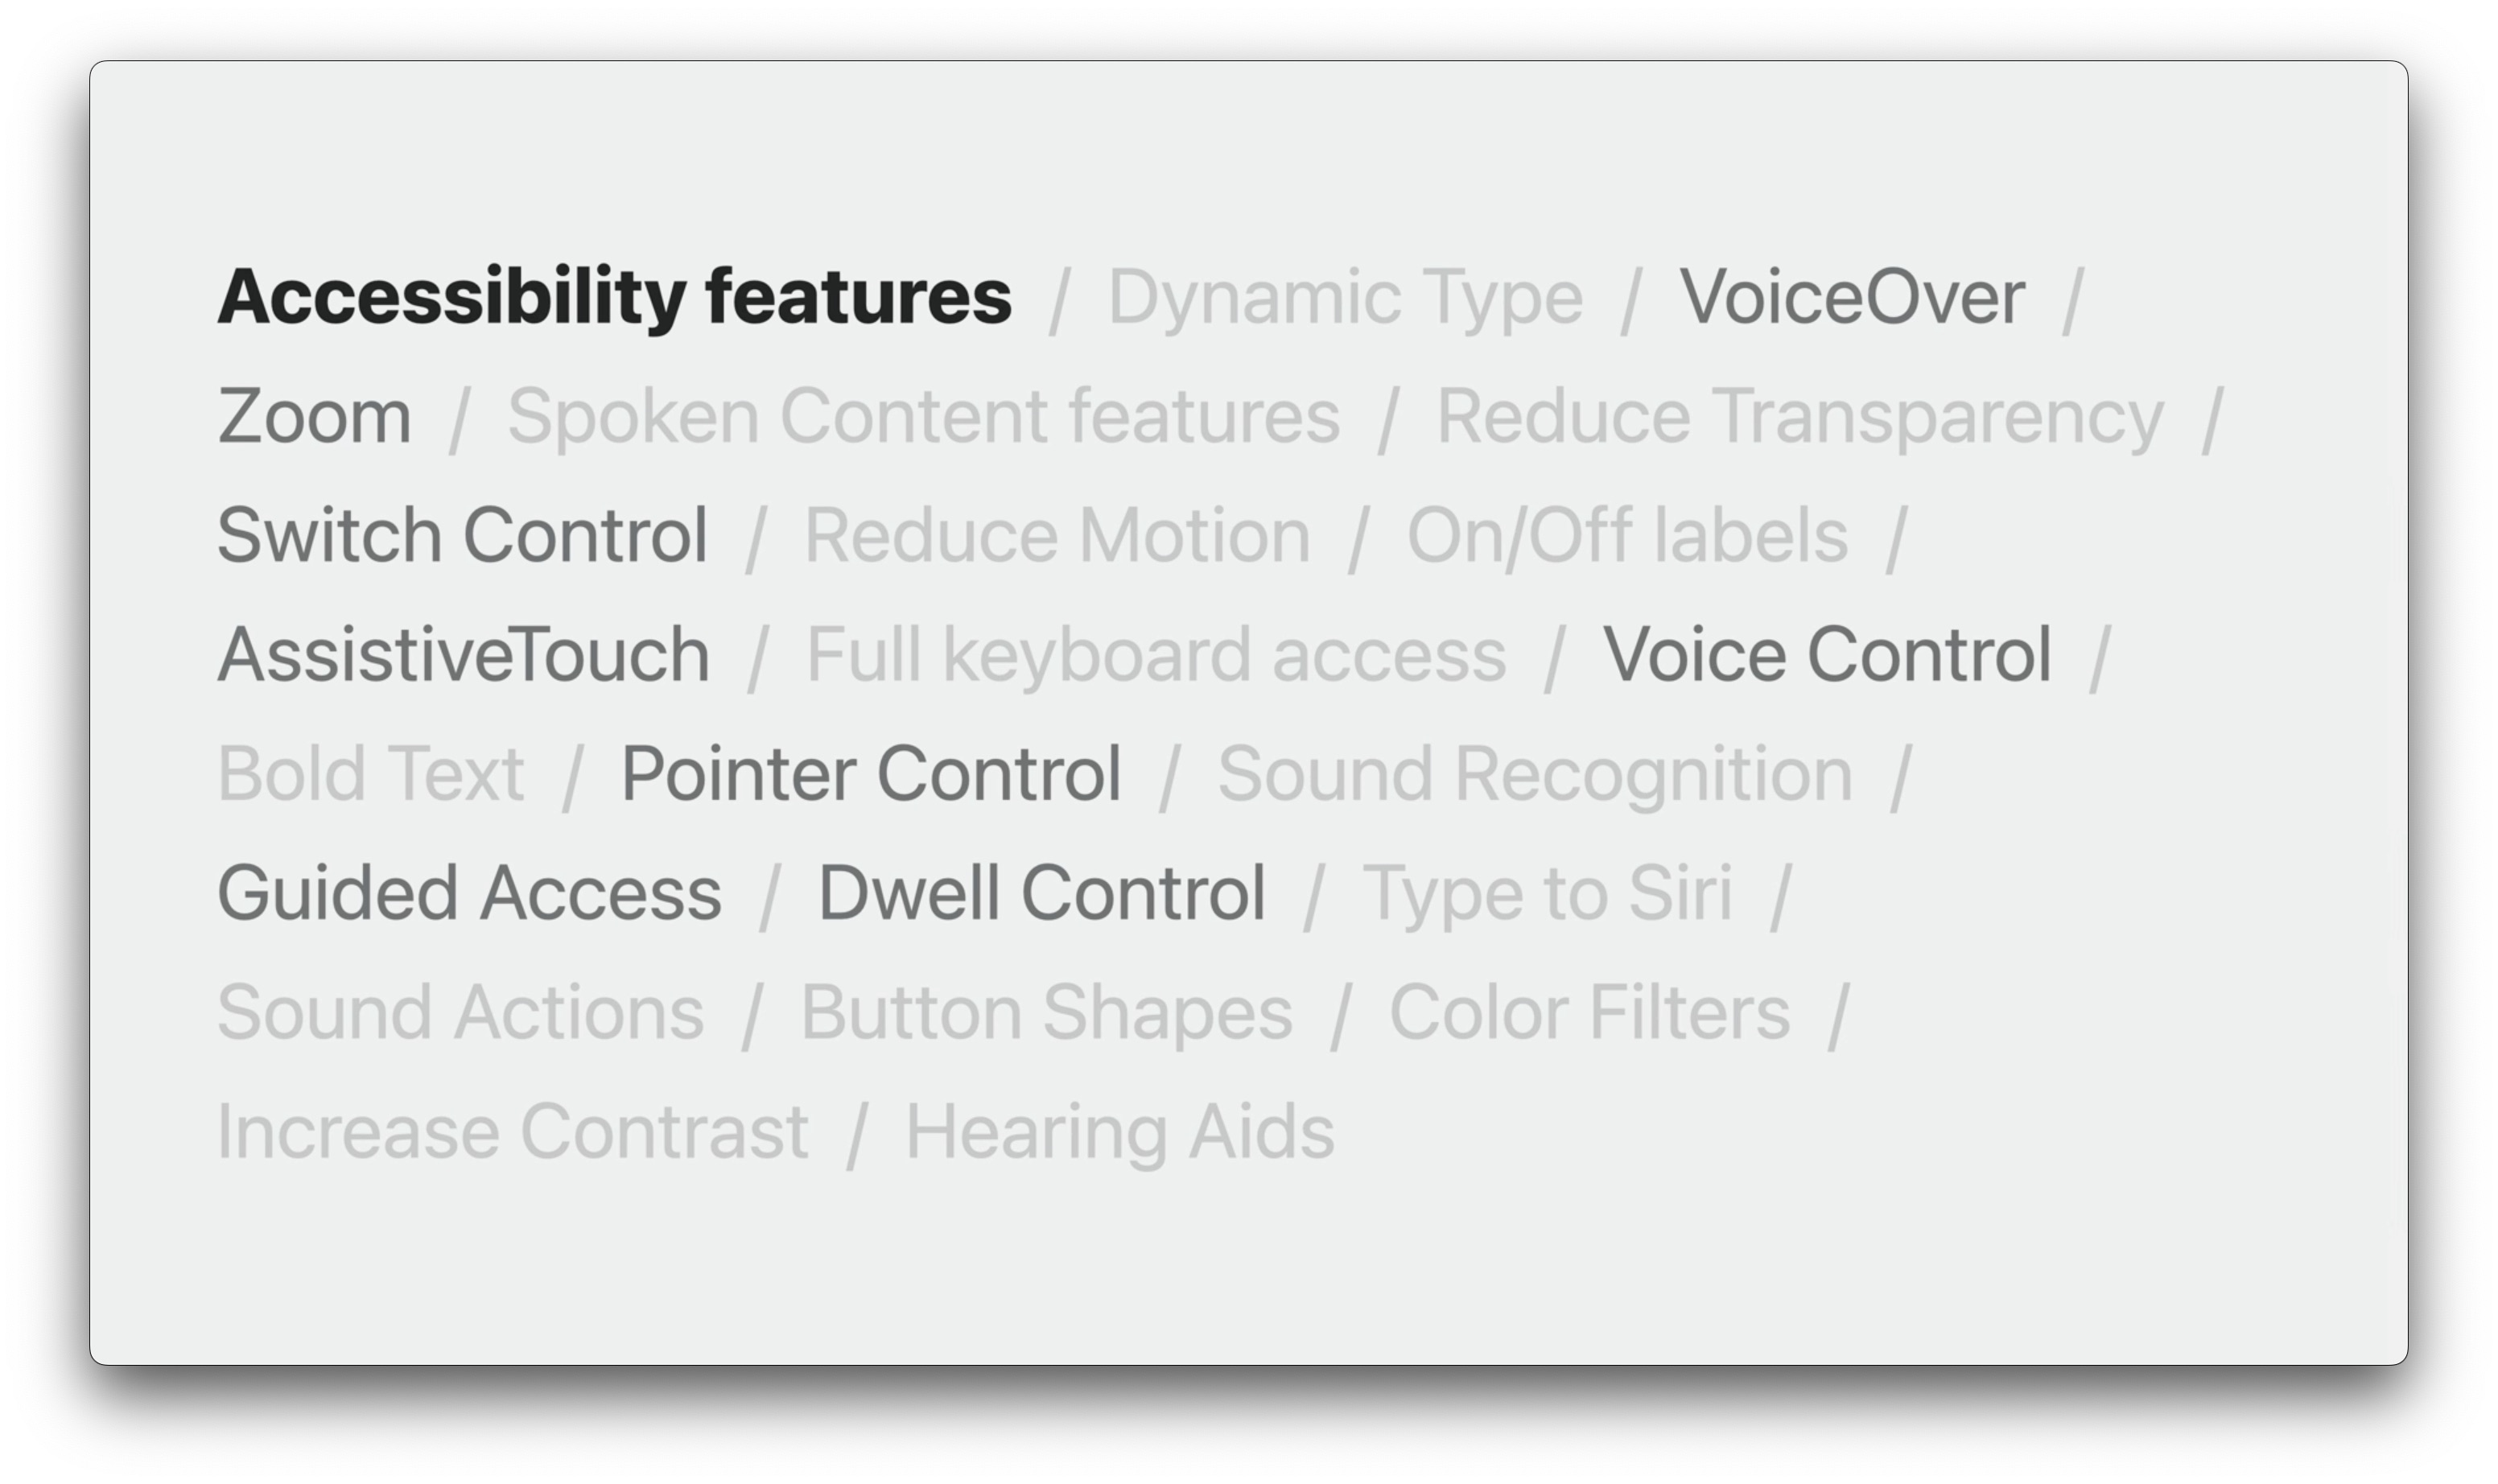 Accessibility features / Dynamic Type / VoiceOver /
Zoom / Spoken Content features / Reduce Transparency /
Switch Control / Reduce Motion / On/Off labels /
AssistiveTouch / Full keyboard access / Voice Control /
Bold Text / Pointer Control / Sound Recognition /
Guided Access / Dwell Control / Type to Siri /
Sound Actions / Button Shapes / Color Filters /
Increase Contrast / Hearing Aids